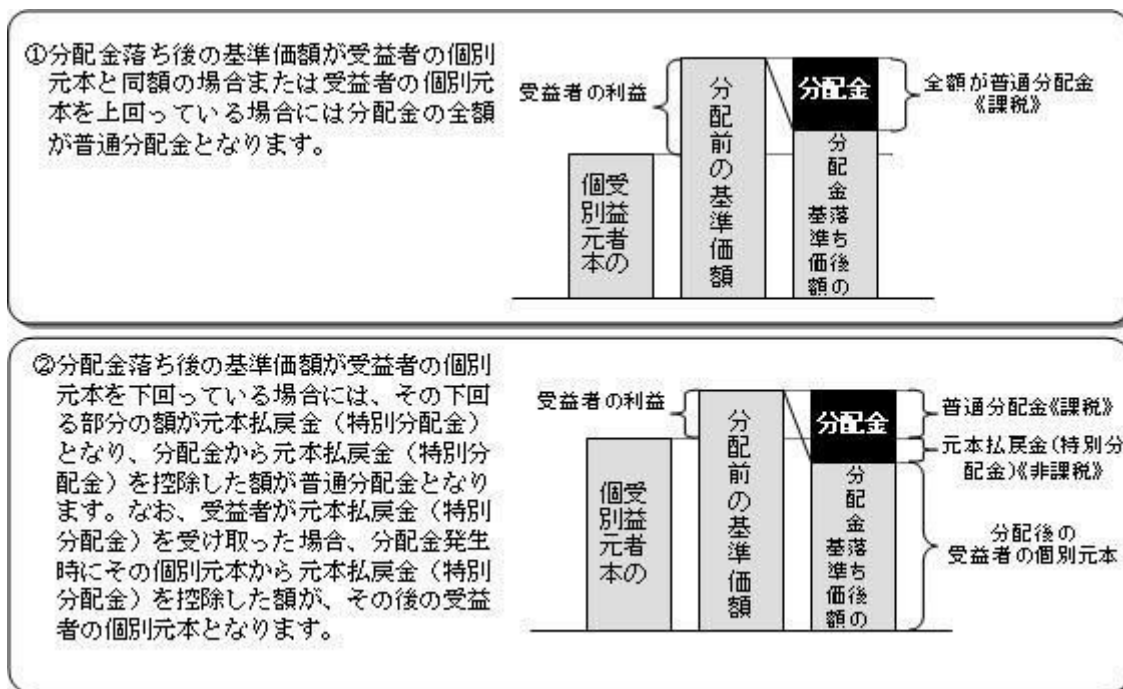 ①分配金落ち後の基準価額が受益者の個別
元本と同額の場合または受益者の個別元
本を上回っている場合には分配金の全額
が普通分配金となります。
受益者の利益
受益者の
個別元本
分配前の基準価額
分配金
分配金落ち後の
基準価額
全額が普通分配金
《課税》
②分配金落ち後の基準価額が受益者の個別
元本を下回っている場合には、その下回
る部分の額が元本払戻金（特別分配金）
となり、分配金から元本払戻金（特別分
配金）を控除した額が普通分配金となり
ます。なお、受益者が元本払戻金（特別
分配金）を受け取った場合、分配金発生
時にその個別元本から元本払戻金（特別
分配金）を控除した額が、その後の受益
者の個別元本となります。
受益者の利益
受益者の
個別元本
分配前の基準価額
分配金
分配金落ち後の
基準価額
普通分配金《課税》
元本払戻金(特別分
配金)《非課税》
分配後の
受益者の個別元本